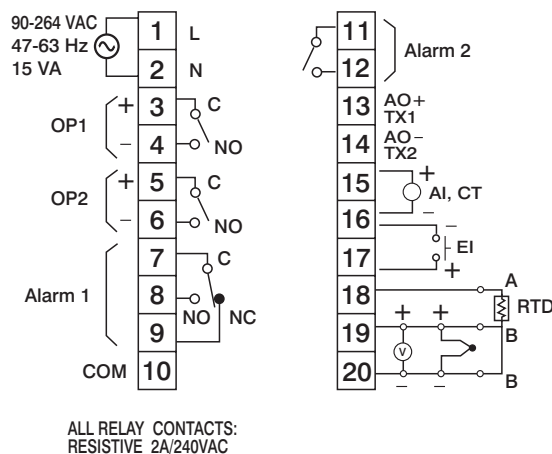 90-264 VAC
47-63 Hz
15 VA
1 L
2 N
OP1
+ 3 C
− 4 NO
OP2
+ 5 C
− 6 NO
Alarm 1
7 C
8 NO NC
9
COM 10
11
12
Alarm 2
13 AO+
TX1
14 AO−
TX2
15 +
AI, CT
16 −
−
EI
17 +
18 A
RTD
19 + + B
V
20 − − B
ALL RELAY CONTACTS:
RESISTIVE 2A/240VAC